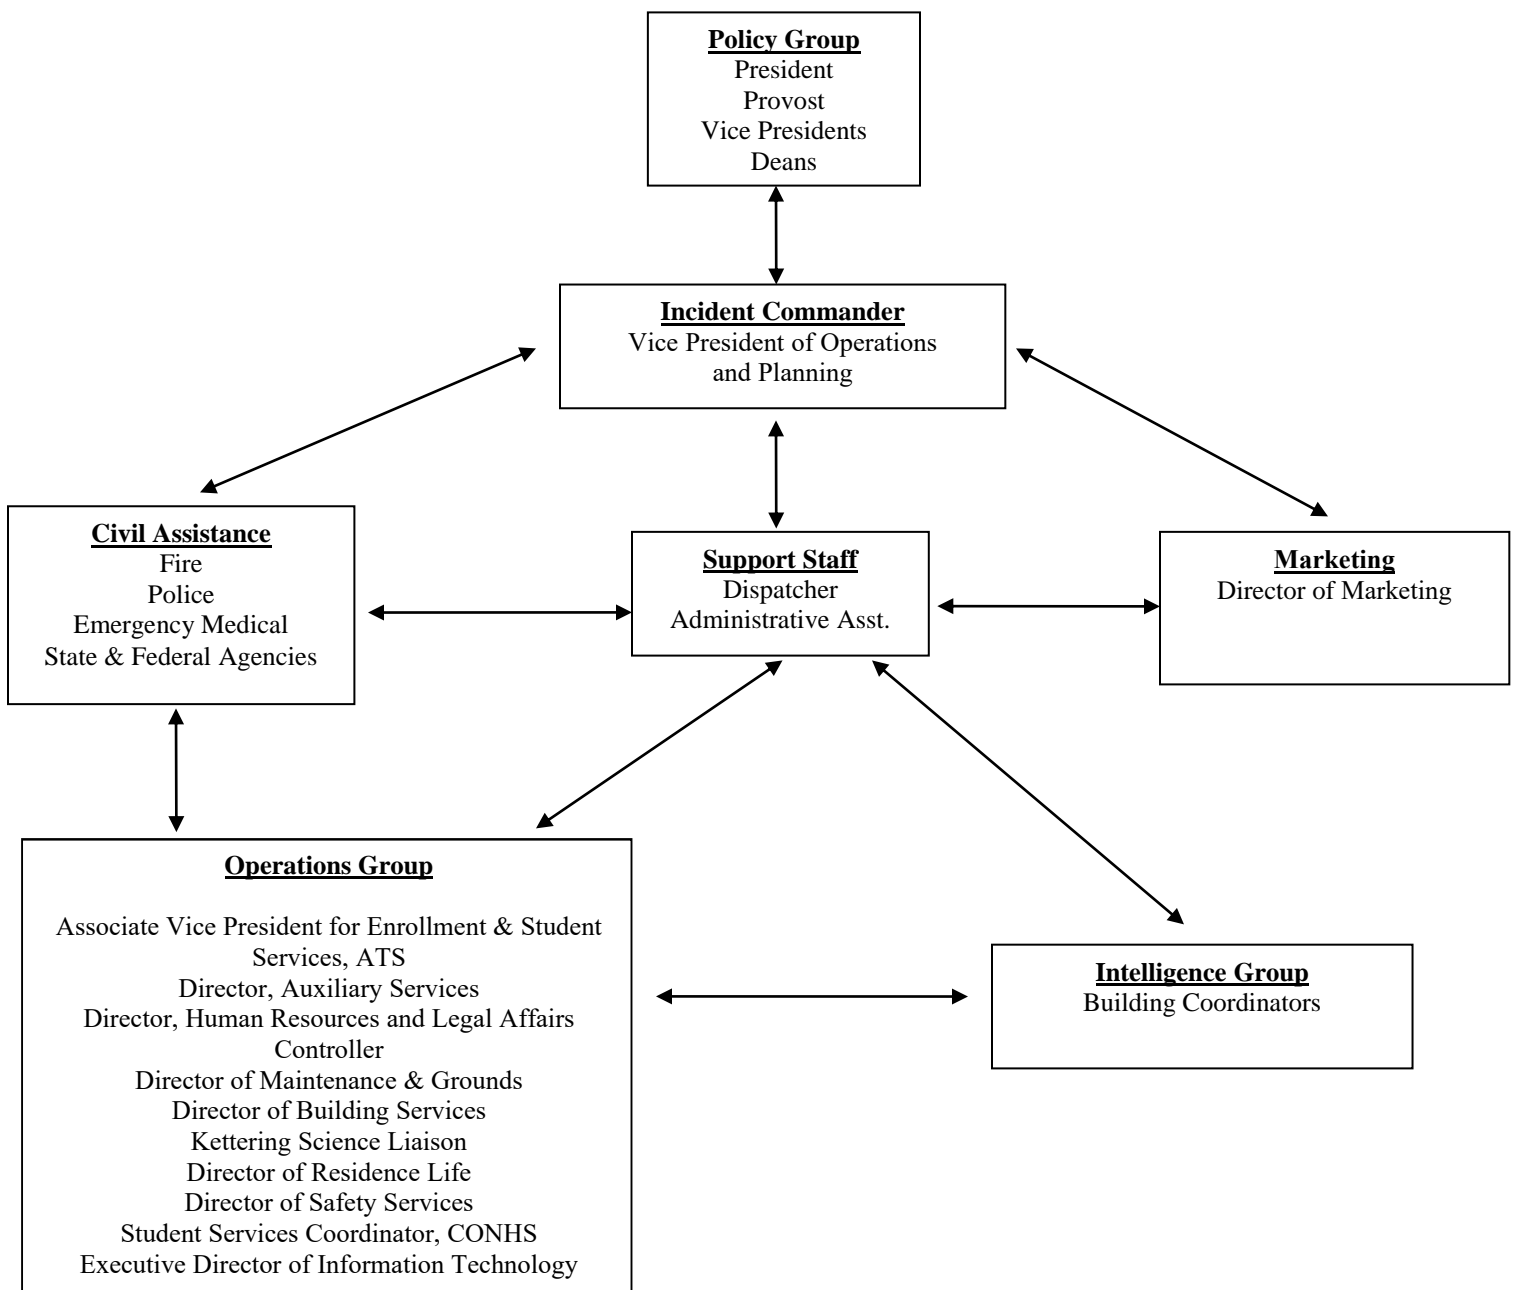 Policy Group
President
Provost
Vice Presidents
Deans
Incident Commander
Vice President of Operations
and Planning
Civil Assistance
Fire
Police
Emergency Medical
State & Federal Agencies
Support Staff
Dispatcher
Administrative Asst.
Marketing
Director of Marketing
Operations Group
Associate Vice President for Enrollment & Student
Services, ATS
Director, Auxiliary Services
Director, Human Resources and Legal Affairs
Controller
Director of Maintenance & Grounds
Director of Building Services
Kettering Science Liaison
Director of Residence Life
Director of Safety Services
Student Services Coordinator, CONHS
Executive Director of Information Technology
Intelligence Group
Building Coordinators